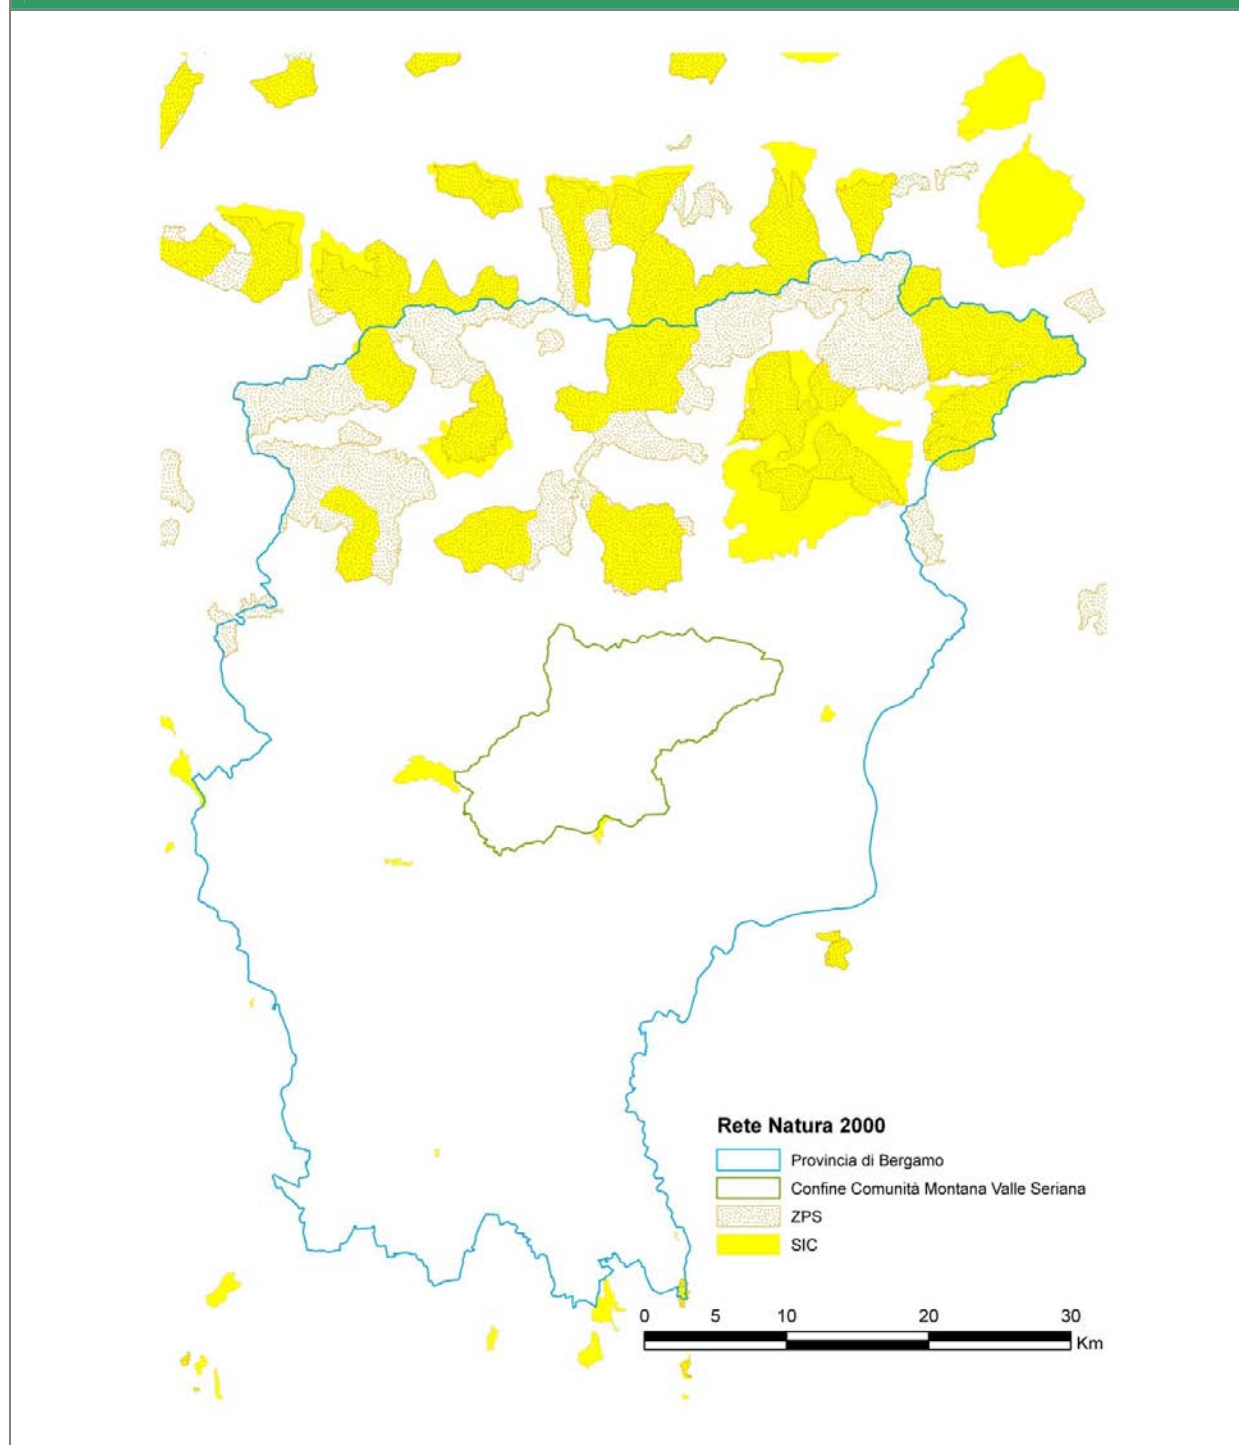 Rete Natura 2000
Provincia di Bergamo
Confine Comunità Montana Valle Seriana
ZPS
SIC
0 5 10 20 30
Km